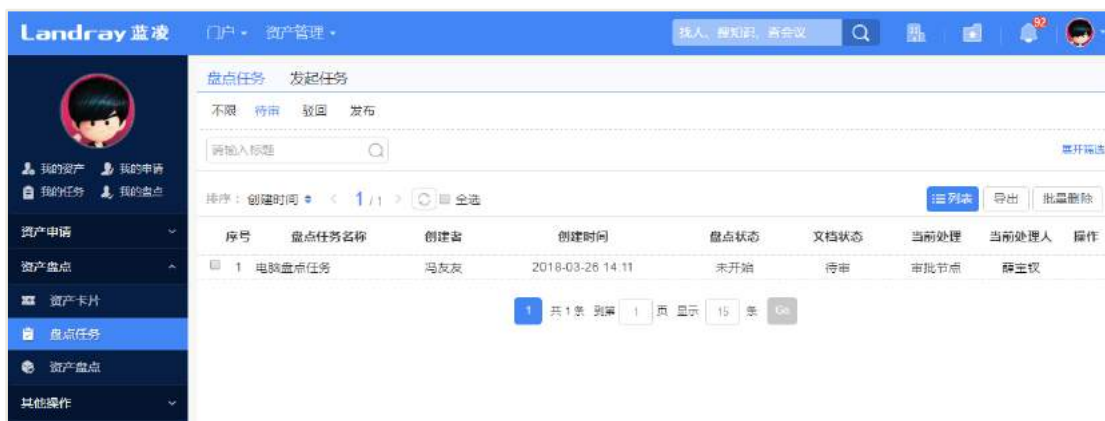 Landray 蓝凌
门户 资产管理
找人、搜知识、查会议
92
我的资产 我的申请
我的任务 我的盘点
资产申请
资产盘点
资产卡片
盘点任务
资产盘点
其他操作
盘点任务 发起任务
不限 待审 驳回 发布
请输入标题
展开筛选
排序： 创建时间 1 / 1 全选
列表 导出 批量删除
序号 盘点任务名称 创建者 创建时间 盘点状态 文档状态 当前处理 当前处理人 操作
1 电脑盘点任务 冯友友 2018-03-26 14:11 未开始 待审 审批节点 薛宝钗
1 共 1 条 到第 1 页 显示 15 条 Go